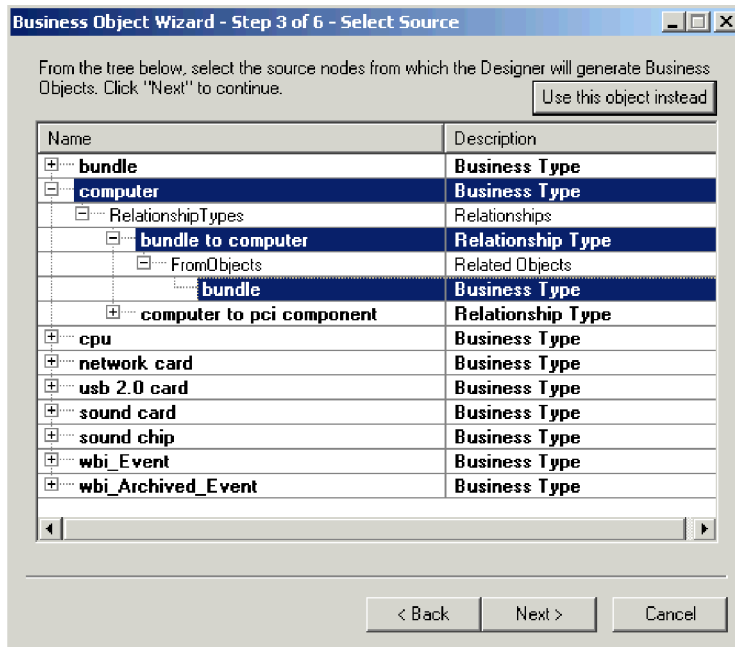 Business Object Wizard - Step 3 of 6 - Select Source
From the tree below, select the source nodes from which the Designer will generate Business
Objects. Click "Next" to continue.
Use this object instead
Name Description
bundle Business Type
computer Business Type
RelationshipTypes Relationships
bundle to computer Relationship Type
FromObjects Related Objects
bundle Business Type
computer to pci component Relationship Type
cpu Business Type
network card Business Type
usb 2.0 card Business Type
sound card Business Type
sound chip Business Type
wbi_Event Business Type
wbi_Archived_Event Business Type
< Back Next > Cancel